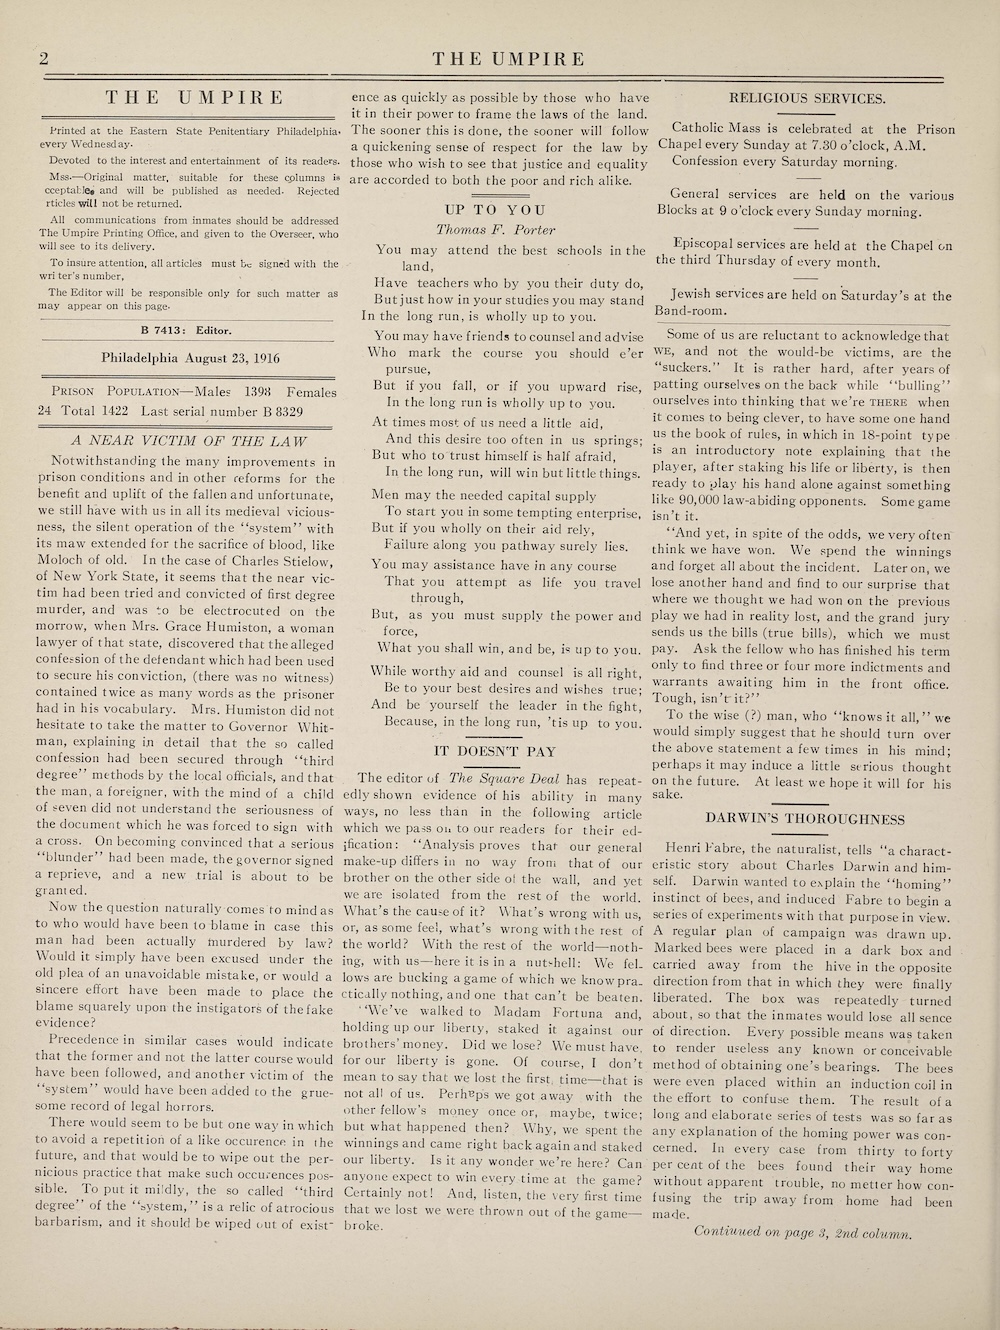 2
THE UMPIRE
THE UMPIRE
Printed at the Eastern State Penitentiary Philadelphia.
every Wednesday.
Devoted to the interest and entertainment of its readers.
Mss.—Original matter, suitable for these columns is
cceptables and will be published as needed. Rejected
rticles will not be returned.
All communications from inmates should be addressed
The Umpire Printing Office, and given to the Overseer, who
will see to its delivery.
To insure attention, all articles must be signed with the
wri ter's number,
The Editor will be responsible only for such matter as
may appear on this page.
B 7413: Editor.
Philadelphia August 23, 1916
PRISON POPULATION—Males 1398 Females
24 Total 1422 Last serial number B 8329
A NEAR VICTIM OF THE LAW
Notwithstanding the many improvements in
prison conditions and in other reforms for the
benefit and uplift of the fallen and unfortunate,
we still have with us in all its medieval vicious-
ness, the silent operation of the "system" with
its maw extended for the sacrifice of blood, like
Moloch of old. In the case of Charles Stielow,
of New York State, it seems that the near vic-
tim had been tried and convicted of first degree
murder, and was to be electrocuted on the
morrow, when Mrs. Grace Humiston, a woman
lawyer of that state, discovered that the alleged
confession of the defendant which had been used
to secure his conviction, (there was no witness)
contained twice as many words as the prisoner
had in his vocabulary. Mrs. Humiston did not
hesitate to take the matter to Governor Whit-
man, explaining in detail that the so called
confession had been secured through "third
degree" methods by the local officials, and that
the man, a foreigner, with the mind of a child
of seven did not understand the seriousness of
the document which he was forced to sign with
a cross. On becoming convinced that a serious
"blunder" had been made, the governor signed
a reprieve, and a new trial is about to be
granted.
Now the question naturally comes to mind as
to who would have been to blame in case this
man had been actually murdered by law?
Would it simply have been excused under the
old plea of an unavoidable mistake, or would a
sincere effort have been made to place the
blame squarely upon the instigators of the fake
evidence?
Precedence in similar cases would indicate
that the former and not the latter course would
have been followed, and another victim of the
"system" would have been added to the grue-
some record of legal horrors.
There would seem to be but one way in which
to avoid a repetition of a like occurence in the
future, and that would be to wipe out the per-
nicious practice that make such occurences pos-
sible. To put it mildly, the so called "third
degree" of the "system," is a relic of atrocious
barbarism, and it should be wiped out of exist-
ence as quickly as possible by those who have
it in their power to frame the laws of the land.
The sooner this is done, the sooner will follow
a quickening sense of respect for the law by
those who wish to see that justice and equality
are accorded to both the poor and rich alike.
UP TO YOU
Thomas F. Porter
You may attend the best schools in the
land,
Have teachers who by you their duty do,
But just how in your studies you may stand
In the long run, is wholly up to you.
You may have friends to counsel and advise
Who mark the course you should e'er
pursue,
But if you fall, or if you upward rise,
In the long run is wholly up to you.
At times most of us need a little aid,
And this desire too often in us springs;
But who to trust himself is half afraid,
In the long run, will win but little things.
Men may the needed capital supply
To start you in some tempting enterprise,
But if you wholly on their aid rely,
Failure along you pathway surely lies.
You may assistance have in any course
That you attempt as life you travel
through,
But, as you must supply the power and
force,
What you shall win, and be, is up to you.
While worthy aid and counsel is all right,
Be to your best desires and wishes true;
And be yourself the leader in the fight,
Because, in the long run, 'tis up to you.
IT DOESN'T PAY
The editor of The Square Deal has repeat-
edly shown evidence of his ability in many
ways, no less than in the following article
which we pass on to our readers for their ed-
ification: "Analysis proves that our general
make-up differs in no way from that of our
brother on the other side of the wall, and yet
we are isolated from the rest of the world.
What's the cause of it? What's wrong with us,
or, as some feel, what's wrong with the rest of
the world? With the rest of the world—noth-
ing, with us—here it is in a nutshell: We fel-
lows are bucking a game of which we know pra-
ctically nothing, and one that can't be beaten.
"We've walked to Madam Fortuna and,
holding up our liberty, staked it against our
brothers' money. Did we lose? We must have,
for our liberty is gone. Of course, I don't
mean to say that we lost the first time—that is
not all of us. Perheps we got away with the
other fellow's money once or, maybe, twice;
but what happened then? Why, we spent the
winnings and came right back again and staked
our liberty. Is it any wonder we're here? Can
anyone expect to win every time at the game?
Certainly not! And, listen, the very first time
that we lost we were thrown out of the game—
broke.
RELIGIOUS SERVICES.
Catholic Mass is celebrated at the Prison
Chapel every Sunday at 7.30 o'clock, A.M.
Confession every Saturday morning.
General services are held on the various
Blocks at 9 o'clock every Sunday morning.
Episcopal services are held at the Chapel on
the third Thursday of every month.
Jewish services are held on Saturday's at the
Band-room.
Some of us are reluctant to acknowledge that
WE, and not the would-be victims, are the
"suckers." It is rather hard, after years of
patting ourselves on the back while "bulling"
ourselves into thinking that we're THERE when
it comes to being clever, to have some one hand
us the book of rules, in which in 18-point type
is an introductory note explaining that the
player, after staking his life or liberty, is then
ready to play his hand alone against something
like 90,000 law-abiding opponents. Some game
isn't it.
"And yet, in spite of the odds, we very often
think we have won. We spend the winnings
and forget all about the incident. Later on, we
lose another hand and find to our surprise that
where we thought we had won on the previous
play we had in reality lost, and the grand jury
sends us the bills (true bills), which we must
pay. Ask the fellow who has finished his term
only to find three or four more indictments and
warrants awaiting him in the front office.
Tough, isn't it?"
To the wise (?) man, who "knows it all," we
would simply suggest that he should turn over
the above statement a few times in his mind;
perhaps it may induce a little serious thought
on the future. At least we hope it will for his
sake.
DARWIN'S THOROUGHNESS
Henri Fabre, the naturalist, tells "a charact-
eristic story about Charles Darwin and him-
self. Darwin wanted to explain the "homing"
instinct of bees, and induced Fabre to begin a
series of experiments with that purpose in view.
A regular plan of campaign was drawn up.
Marked bees were placed in a dark box and
carried away from the hive in the opposite
direction from that in which they were finally
liberated. The box was repeatedly turned
about, so that the inmates would lose all sence
of direction. Every possible means was taken
to render useless any known or conceivable
method of obtaining one's bearings. The bees
were even placed within an induction coil in
the effort to confuse them. The result of a
long and elaborate series of tests was so far as
any explanation of the homing power was con-
cerned. In every case from thirty to forty
per cent of the bees found their way home
without apparent trouble, no metter how con-
fusing the trip away from home had been
made.
Contiuued on page 3, 2nd column.